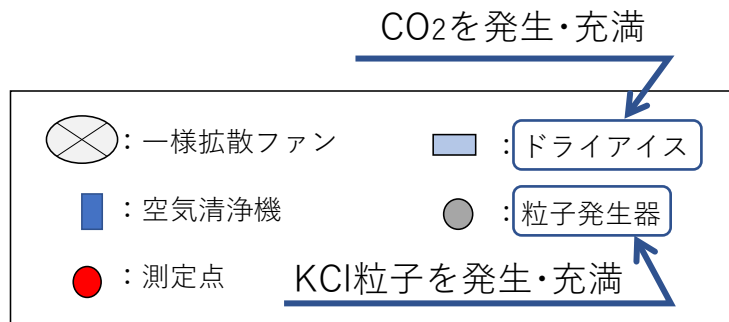 CO2を発生・充満
：一様拡散ファン
：ドライアイス
：空気清浄機
：粒子発生器
：測定点
KCl粒子を発生・充満